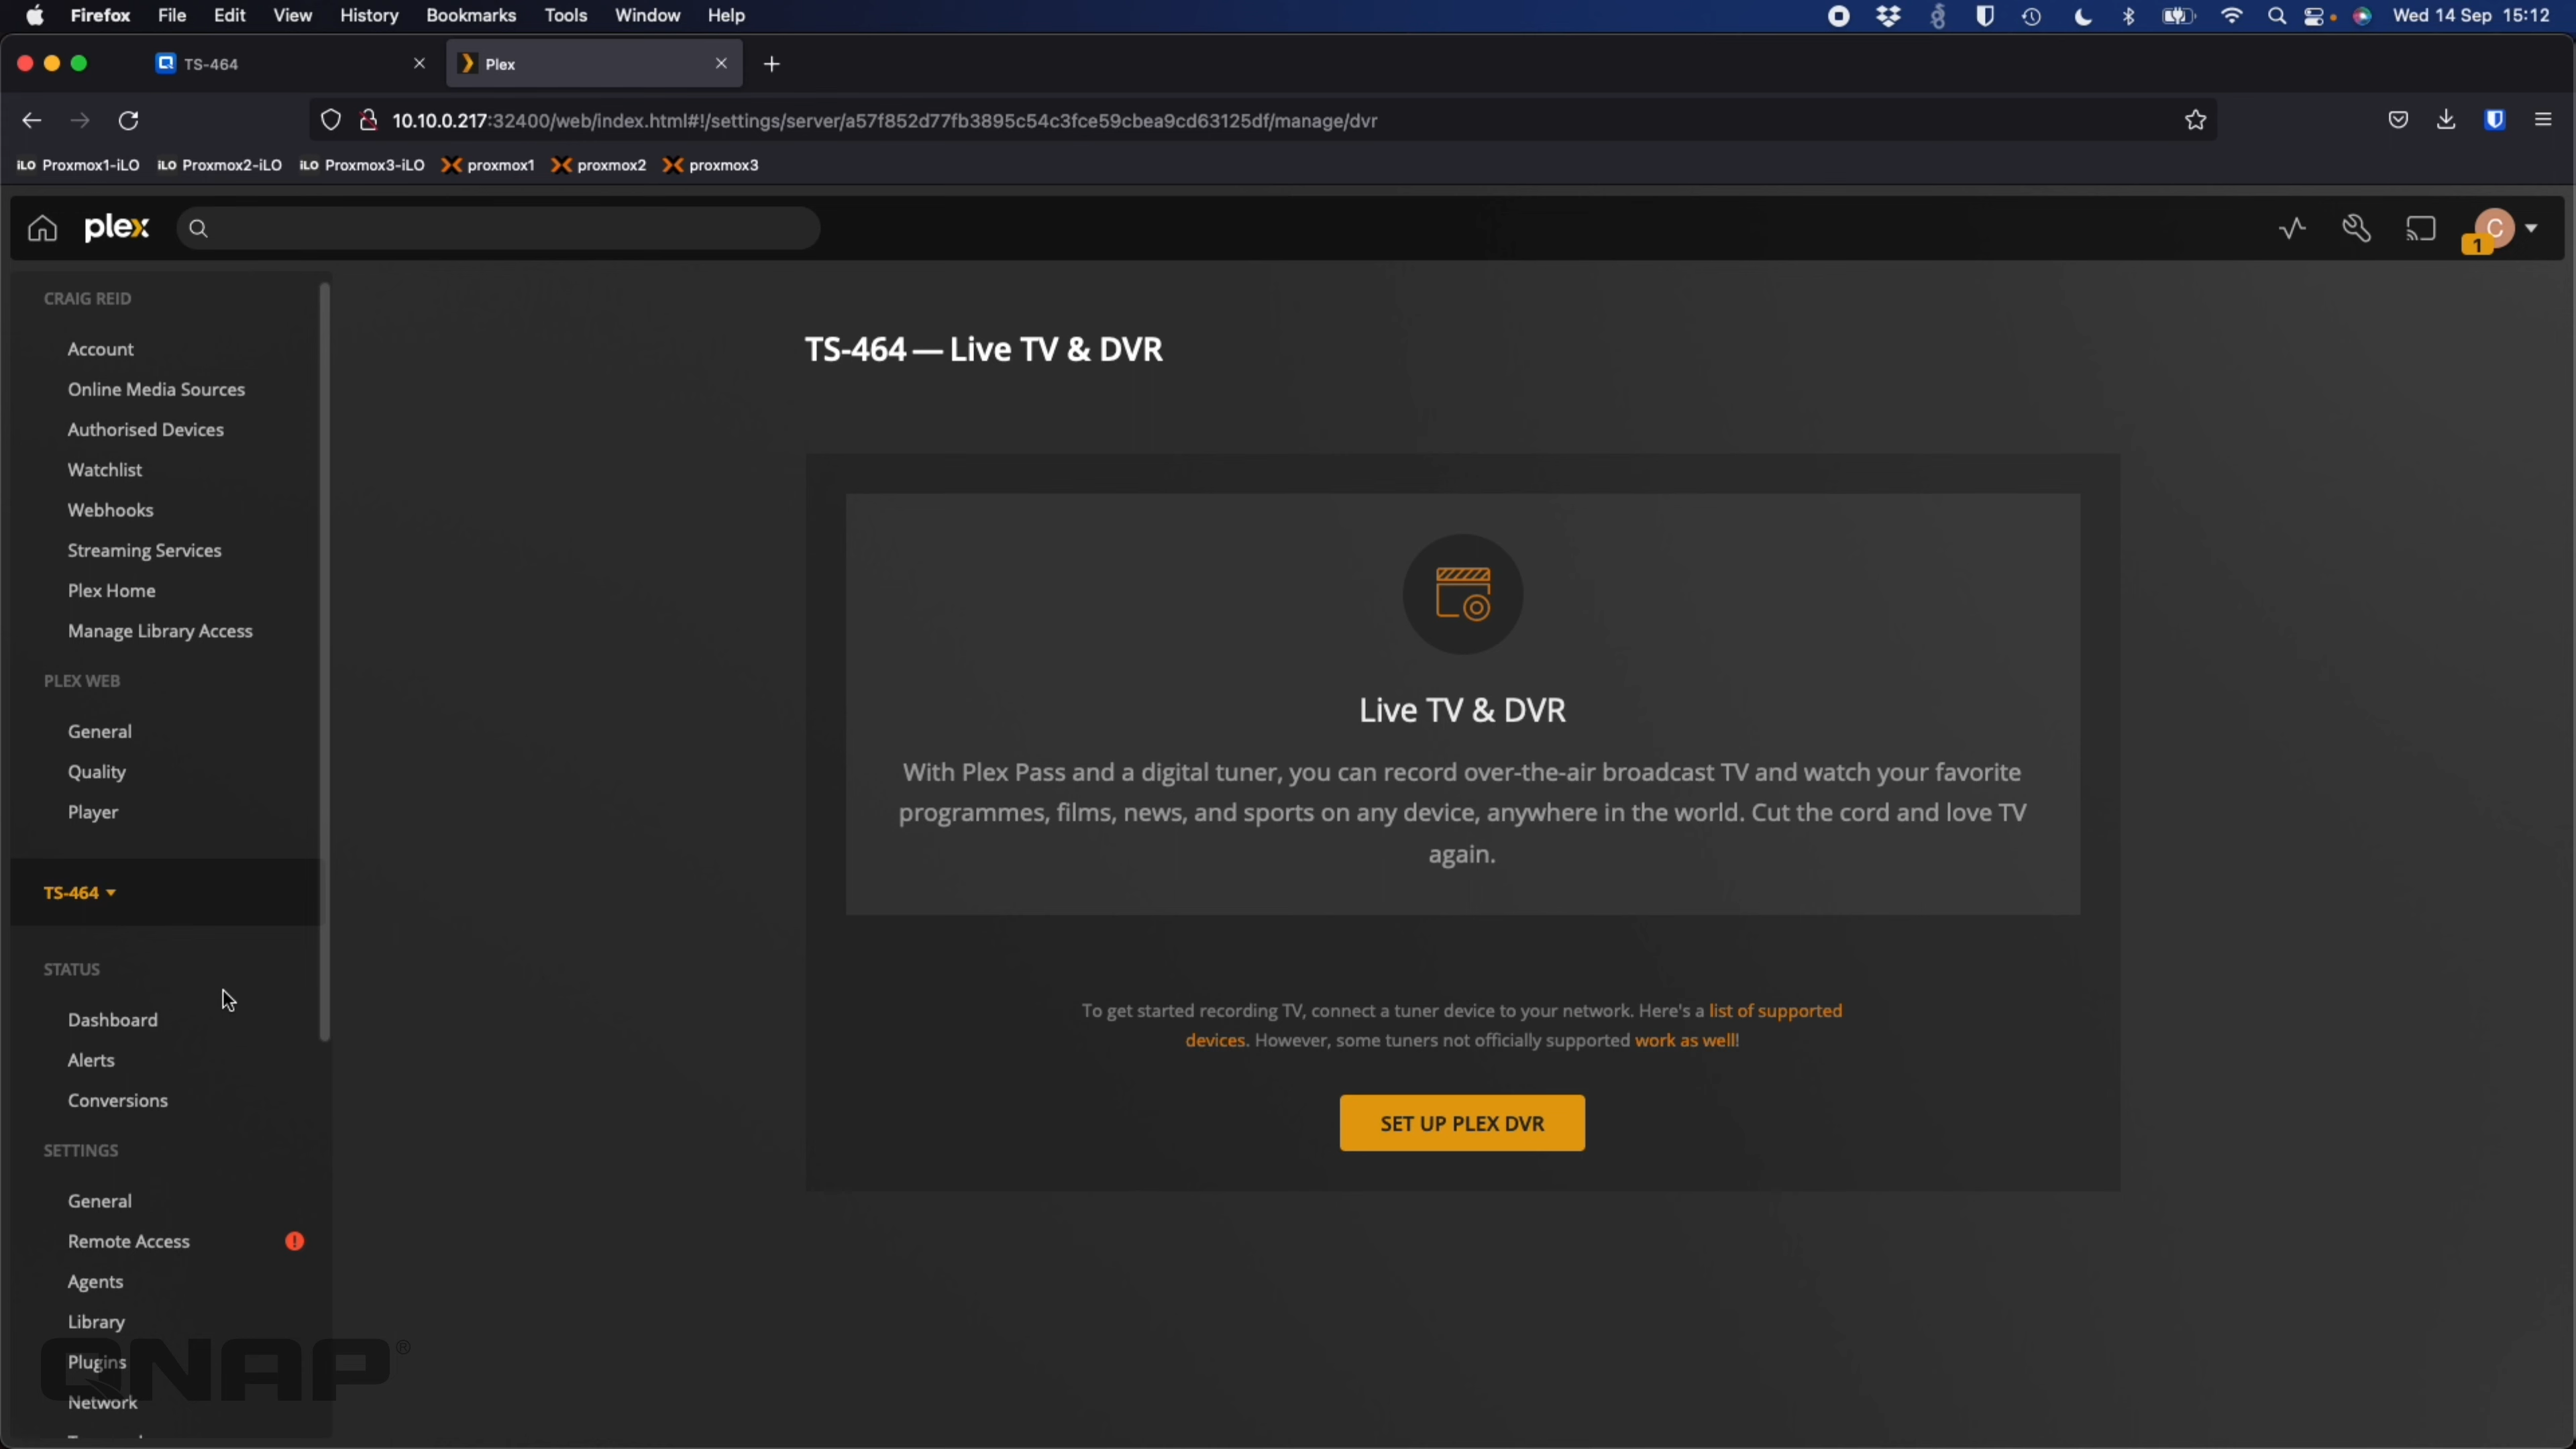 Firefox File Edit View History Bookmarks Tools Window Help
Wed 14 Sep 15:12
TS-464
Plex
10.10.0.217:32400/web/index.html#!/settings/server/a57f852d77fb3895c54c3fce59cbea9cd63125df/manage/dvr
iLO Proxmox1-iLO iLO Proxmox2-iLO iLO Proxmox3-iLO proxmox1 proxmox2 proxmox3
plex
C
1
CRAIG REID
Account
Online Media Sources
Authorised Devices
Watchlist
Webhooks
Streaming Services
Plex Home
Manage Library Access
PLEX WEB
General
Quality
Player
TS-464
STATUS
Dashboard
Alerts
Conversions
SETTINGS
General
Remote Access
Agents
Library
Plugins
Network
QNAP®
TS-464 — Live TV & DVR
Live TV & DVR
With Plex Pass and a digital tuner, you can record over-the-air broadcast TV and watch your favorite
programmes, films, news, and sports on any device, anywhere in the world. Cut the cord and love TV
again.
To get started recording TV, connect a tuner device to your network. Here's a list of supported
devices. However, some tuners not officially supported work as well!
SET UP PLEX DVR